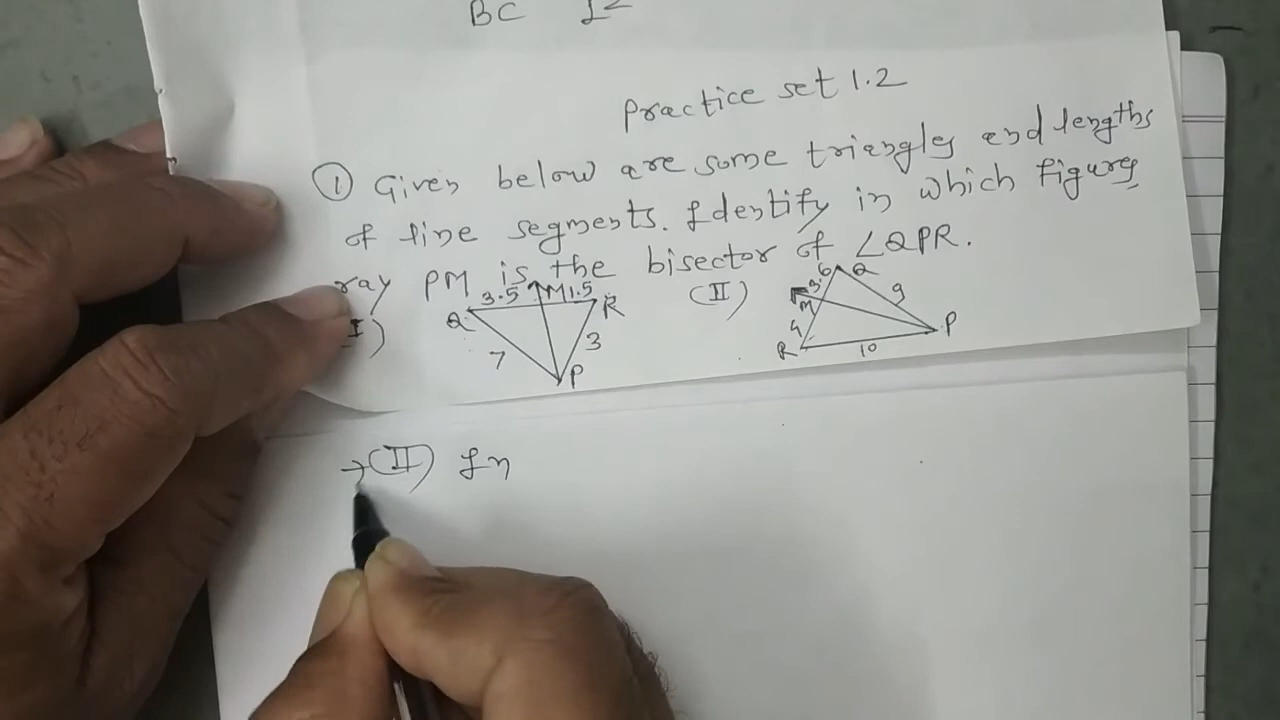 BC
Practice set 1.2
① Given below are some triangles and lengths
of line segments. Identify in which figures
ray PM is the bisector of ∠QPR.
I)
3.5 M 1.5
Q R
7 3
P
(II)
6 Q
9
M
4 P
R 10
→(II) In